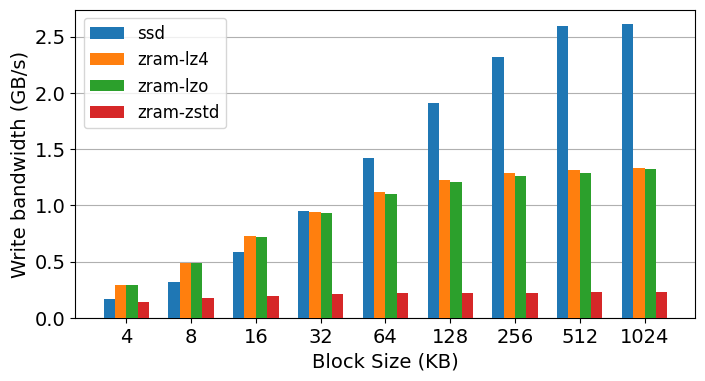 Write bandwidth (GB/s)
2.5
2.0
1.5
1.0
0.5
0.0
ssd
zram-lz4
zram-lzo
zram-zstd
4 8 16 32 64 128 256 512 1024
Block Size (KB)